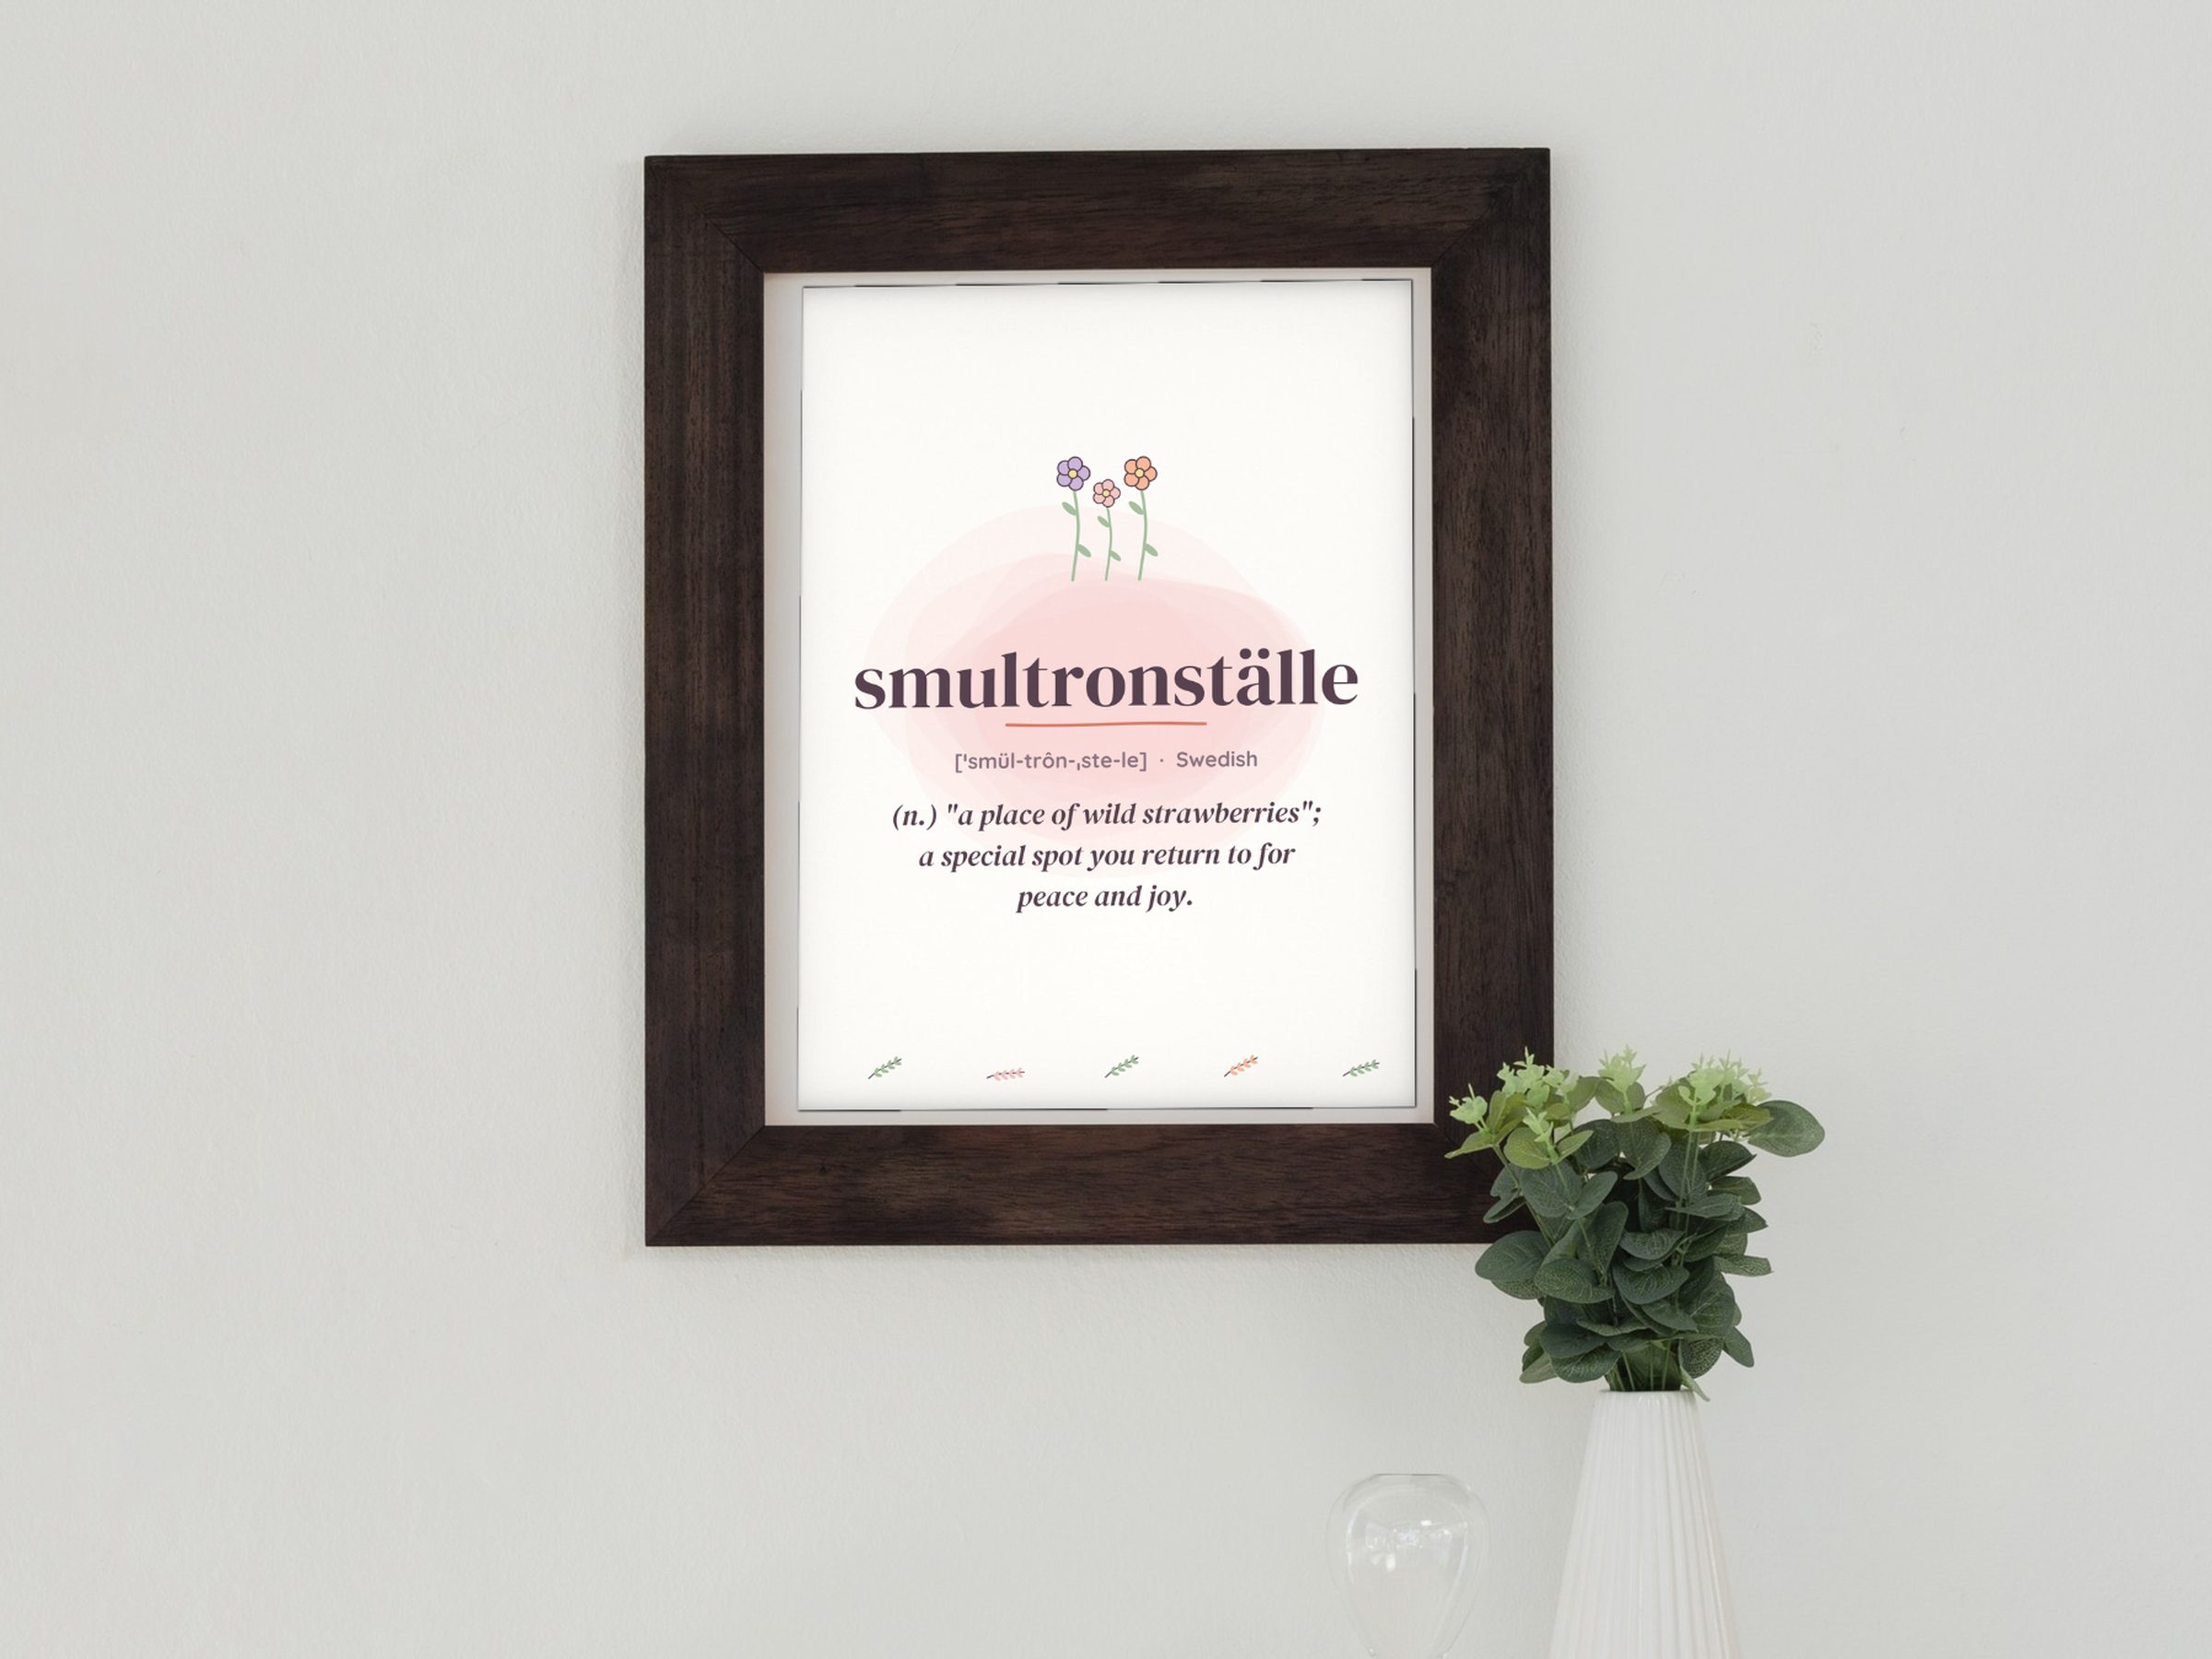 smultronställe
[ˈsmül-trôn-ˌste-le] · Swedish
(n.) "a place of wild strawberries";
a special spot you return to for
peace and joy.